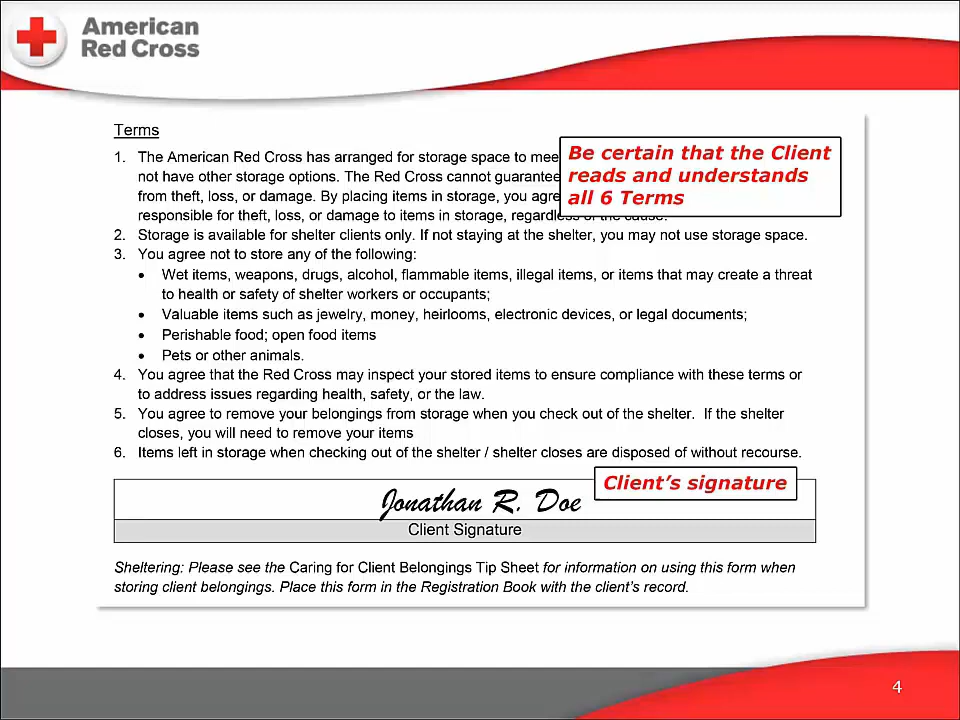 American
Red Cross
Terms
1. The American Red Cross has arranged for storage space to mee
not have other storage options. The Red Cross cannot guarantee
from theft, loss, or damage. By placing items in storage, you agre
responsible for theft, loss, or damage to items in storage, regardless of the cause.
Be certain that the Client
reads and understands
all 6 Terms
2. Storage is available for shelter clients only. If not staying at the shelter, you may not use storage space.
3. You agree not to store any of the following:
• Wet items, weapons, drugs, alcohol, flammable items, illegal items, or items that may create a threat
to health or safety of shelter workers or occupants;
• Valuable items such as jewelry, money, heirlooms, electronic devices, or legal documents;
• Perishable food; open food items
• Pets or other animals.
4. You agree that the Red Cross may inspect your stored items to ensure compliance with these terms or
to address issues regarding health, safety, or the law.
5. You agree to remove your belongings from storage when you check out of the shelter. If the shelter
closes, you will need to remove your items
6. Items left in storage when checking out of the shelter / shelter closes are disposed of without recourse.
Client's signature
Jonathan R. Doe
Client Signature
Sheltering: Please see the Caring for Client Belongings Tip Sheet for information on using this form when
storing client belongings. Place this form in the Registration Book with the client's record.
4